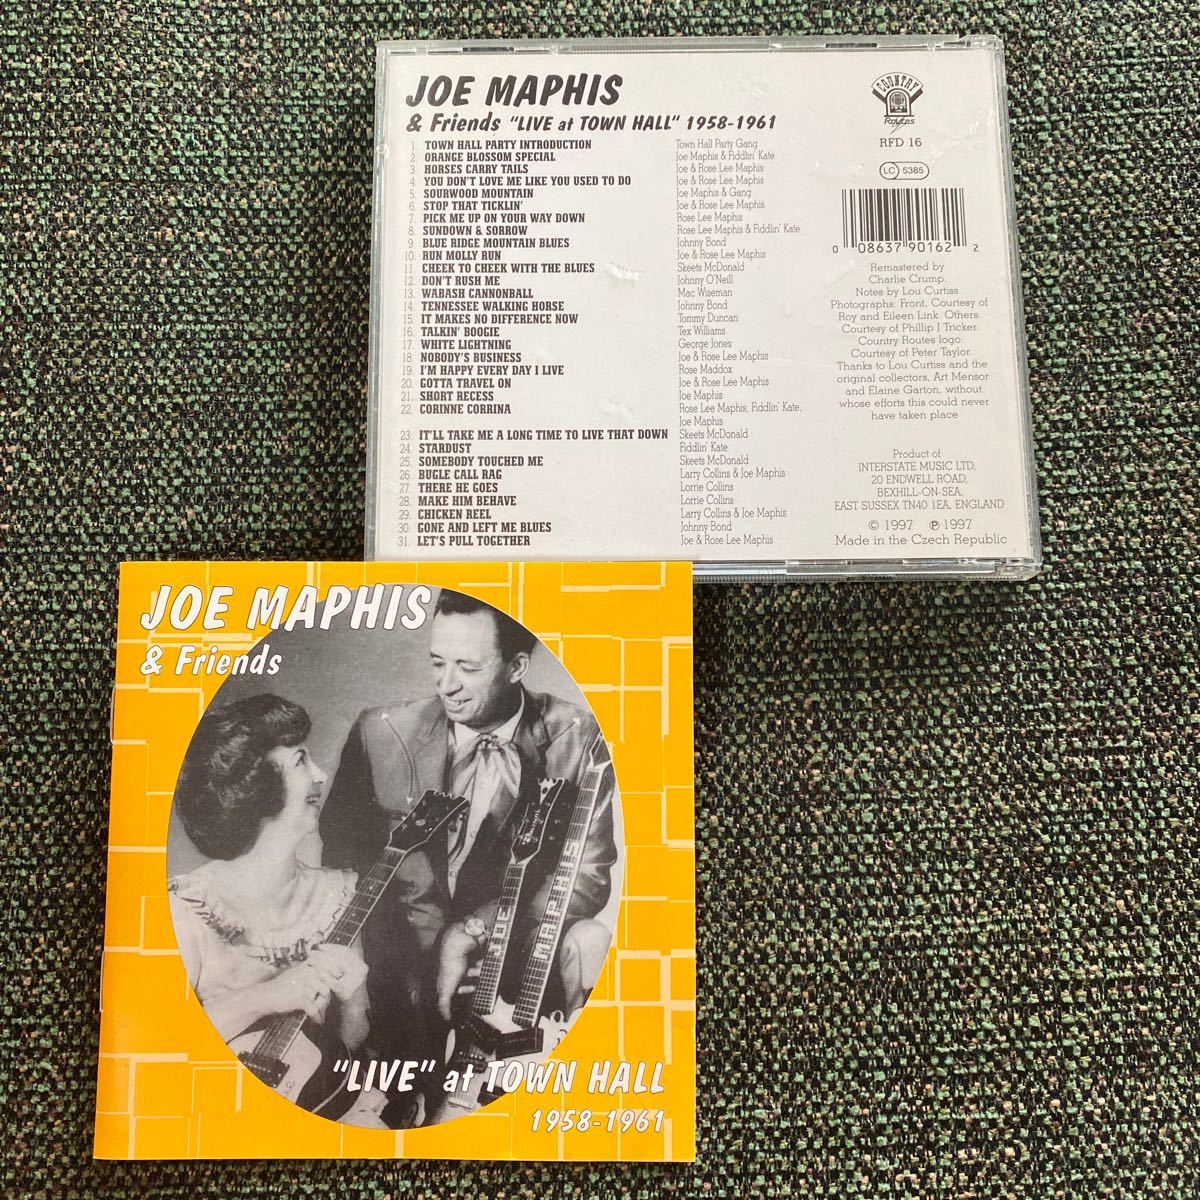 JOE MAPHIS
& Friends "LIVE at TOWN HALL" 1958-1961
1. TOWN HALL PARTY INTRODUCTION Town Hall Party Gang
2. ORANGE BLOSSOM SPECIAL Joe Maphis & Fiddlin' Kate
3. HORSES CARRY TAILS Joe & Rose Lee Maphis
4. YOU DON'T LOVE ME LIKE YOU USED TO DO Joe & Rose Lee Maphis
5. SOURWOOD MOUNTAIN Joe Maphis & Gang
6. STOP THAT TICKLIN' Joe & Rose Lee Maphis
7. PICK ME UP ON YOUR WAY DOWN Rose Lee Maphis
8. SUNDOWN & SORROW Rose Lee Maphis & Fiddlin' Kate
9. BLUE RIDGE MOUNTAIN BLUES Johnny Bond
10. RUN MOLLY RUN Joe & Rose Lee Maphis
11. CHEEK TO CHEEK WITH THE BLUES Skeets McDonald
12. DON'T RUSH ME Johnny O'Neill
13. WABASH CANNONBALL Mac Wiseman
14. TENNESSEE WALKING HORSE Johnny Bond
15. IT MAKES NO DIFFERENCE NOW Tommy Duncan
16. TALKIN' BOOGIE Tex Williams
17. WHITE LIGHTNING George Jones
18. NOBODY'S BUSINESS Joe & Rose Lee Maphis
19. I'M HAPPY EVERY DAY I LIVE Rose Maddox
20. GOTTA TRAVEL ON Joe & Rose Lee Maphis
21. SHORT RECESS Joe Maphis
22. CORINNE CORRINA Rose Lee Maphis, Fiddlin' Kate,
Joe Maphis
23. IT'LL TAKE ME A LONG TIME TO LIVE THAT DOWN Skeets McDonald
24. STARDUST Fiddlin' Kate
25. SOMEBODY TOUCHED ME Skeets McDonald
26. BUGLE CALL RAG Larry Collins & Joe Maphis
27. THERE HE GOES Lorrie Collins
28. MAKE HIM BEHAVE Lorrie Collins
29. CHICKEN REEL Larry Collins & Joe Maphis
30. GONE AND LEFT ME BLUES Johnny Bond
31. LET'S PULL TOGETHER Joe & Rose Lee Maphis
COUNTRY
Routes
RFD 16
LC 5385
0 08637 90162 2
Remastered by
Charlie Crump.
Notes by Lou Curtiss.
Photographs: Front, Courtesy of
Roy and Eileen Link. Others:
Courtesy of Phillip J Tricker.
Country Routes logo:
Courtesy of Peter Taylor.
Thanks to Lou Curtiss and the
original collectors, Art Mensor
and Elaine Garton, without
whose efforts this could never
have taken place
Product of
INTERSTATE MUSIC LTD,
20 ENDWELL ROAD,
BEXHILL-ON-SEA,
EAST SUSSEX TN40 1EA, ENGLAND
© 1997 ℗ 1997
Made in the Czech Republic
JOE MAPHIS
& Friends
JOE
MAPHIS
"LIVE" at TOWN HALL
1958-1961